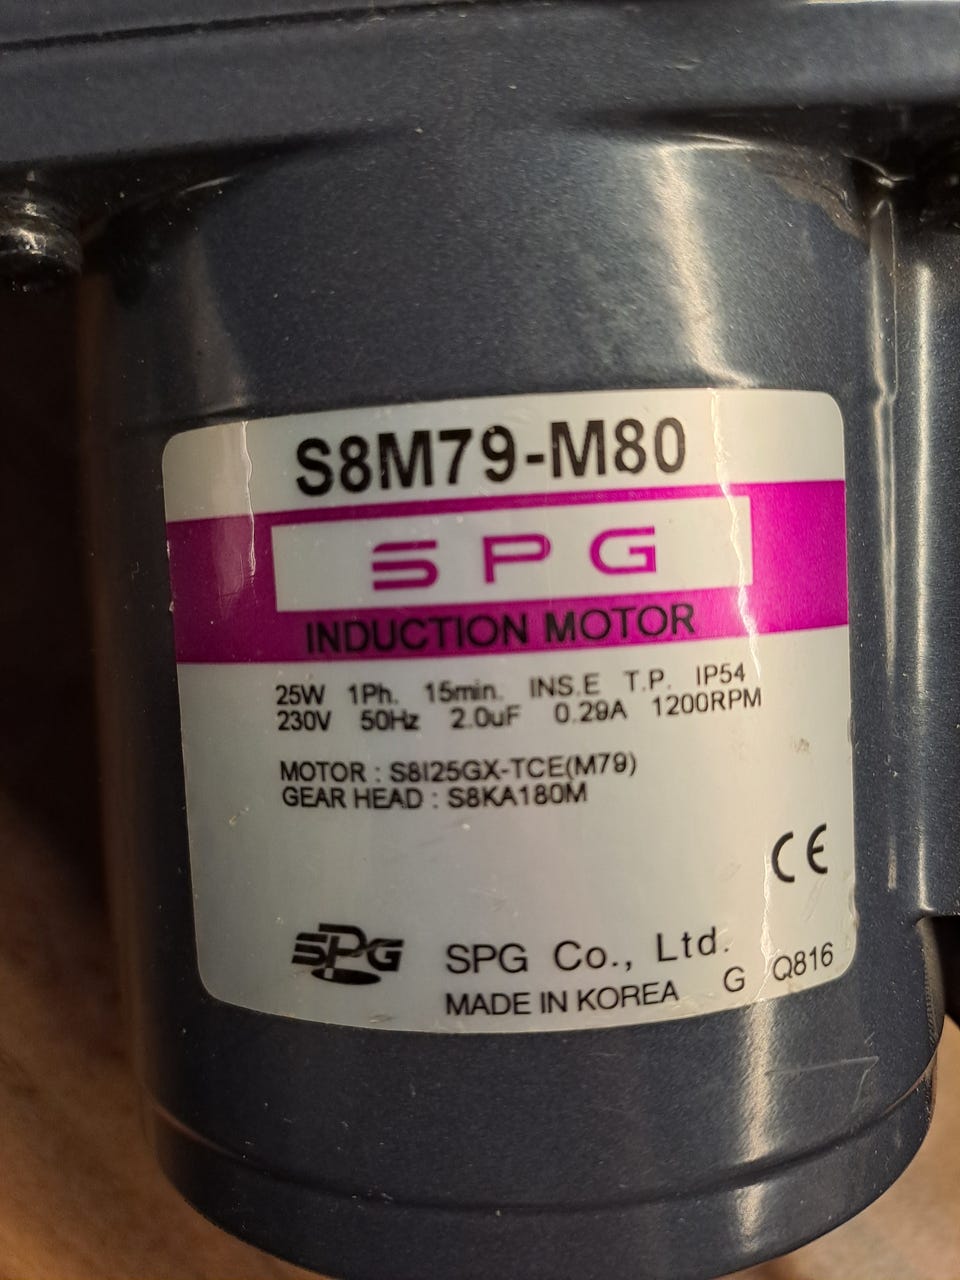 S8M79-M80
SPG
INDUCTION MOTOR
25W 1Ph. 15min. INS.E T.P. IP54
230V 50Hz 2.0uF 0.29A 1200RPM
MOTOR : S8I25GX-TCE(M79)
GEAR HEAD : S8KA180M
CE
SPG SPG Co., Ltd.
MADE IN KOREA G Q816